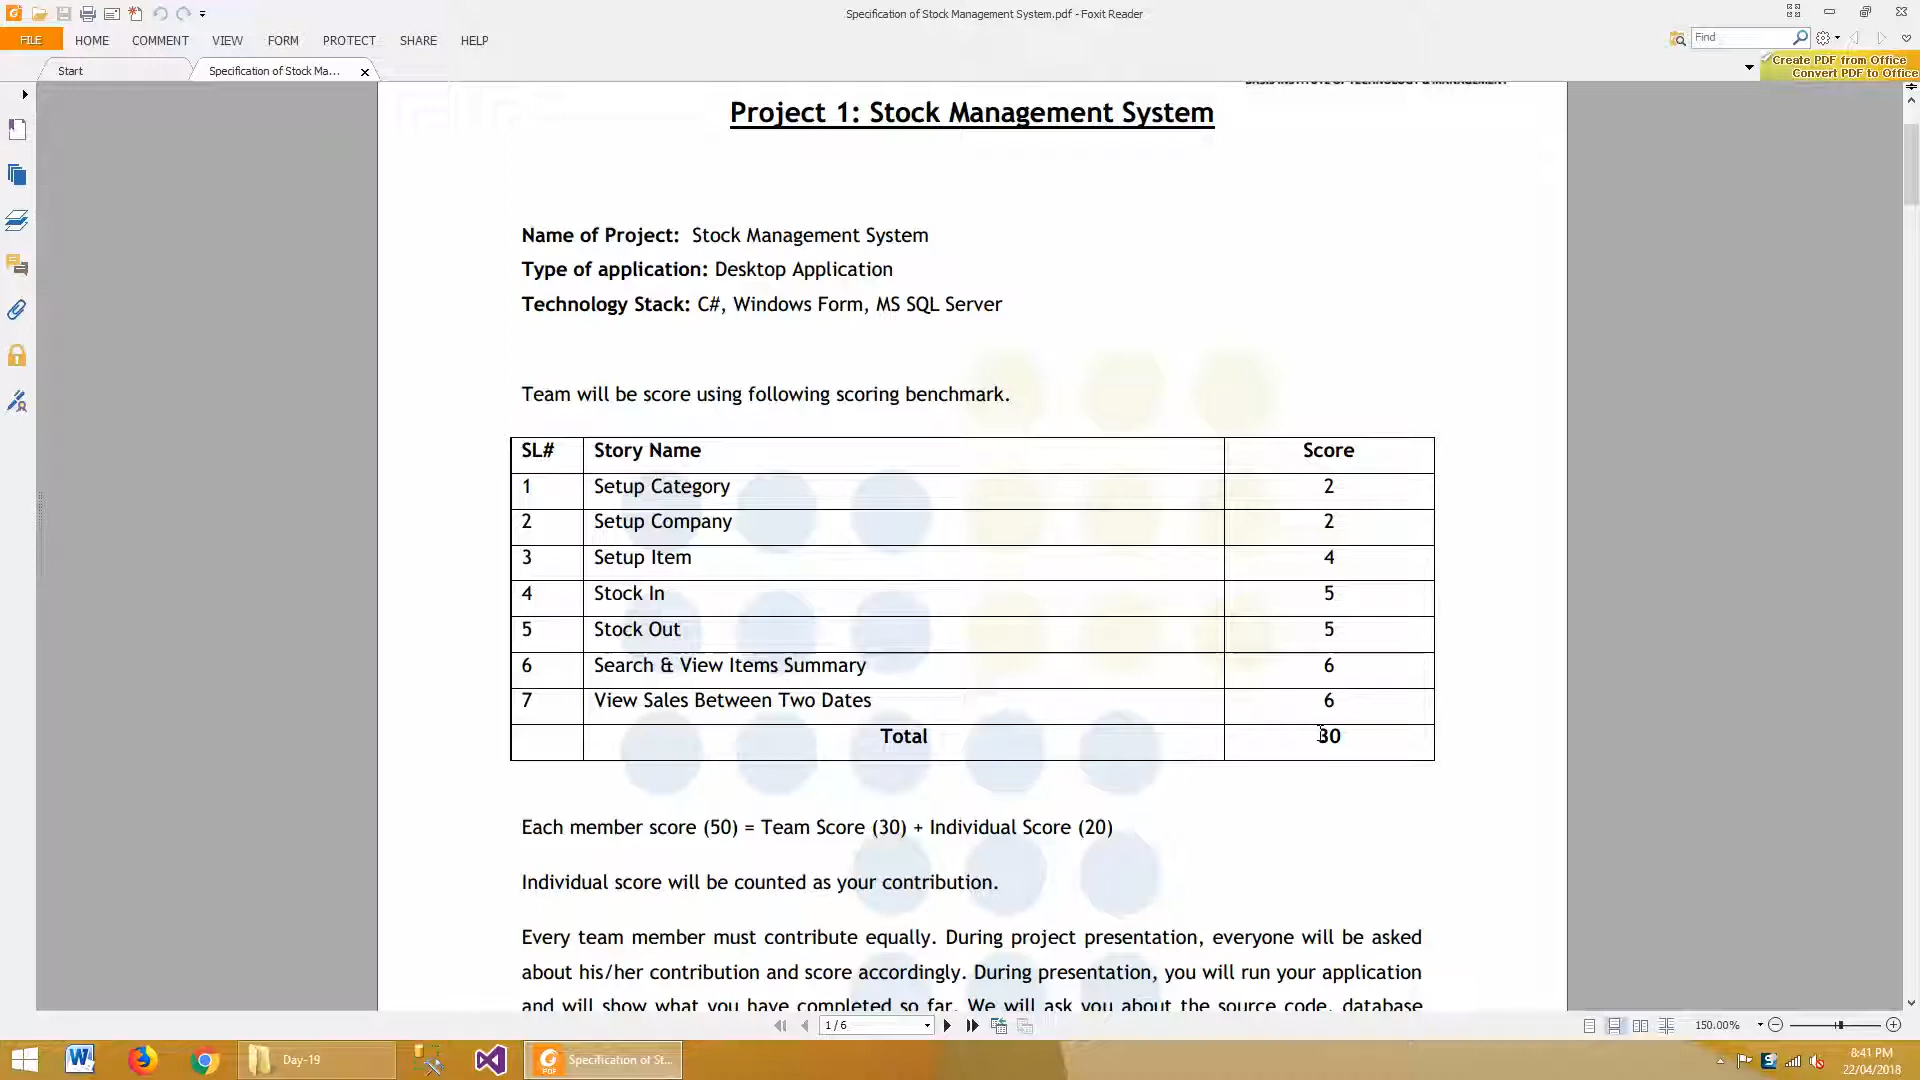 Specification of Stock Management System.pdf - Foxit Reader
FILE HOME COMMENT VIEW FORM PROTECT SHARE HELP
Find
Start
Specification of Stock Ma...
Create PDF from Office
Convert PDF to Office
BASIS INSTITUTE OF TECHNOLOGY & MANAGEMENT
Project 1: Stock Management System
Name of Project: Stock Management System
Type of application: Desktop Application
Technology Stack: C#, Windows Form, MS SQL Server
Team will be score using following scoring benchmark.
SL# Story Name Score
1 Setup Category 2
2 Setup Company 2
3 Setup Item 4
4 Stock In 5
5 Stock Out 5
6 Search & View Items Summary 6
7 View Sales Between Two Dates 6
Total 30
Each member score (50) = Team Score (30) + Individual Score (20)
Individual score will be counted as your contribution.
Every team member must contribute equally. During project presentation, everyone will be asked
about his/her contribution and score accordingly. During presentation, you will run your application
and will show what you have completed so far. We will ask you about the source code, database
1 / 6
150.00%
Day-19
Specification of St...
8:41 PM
22/04/2018